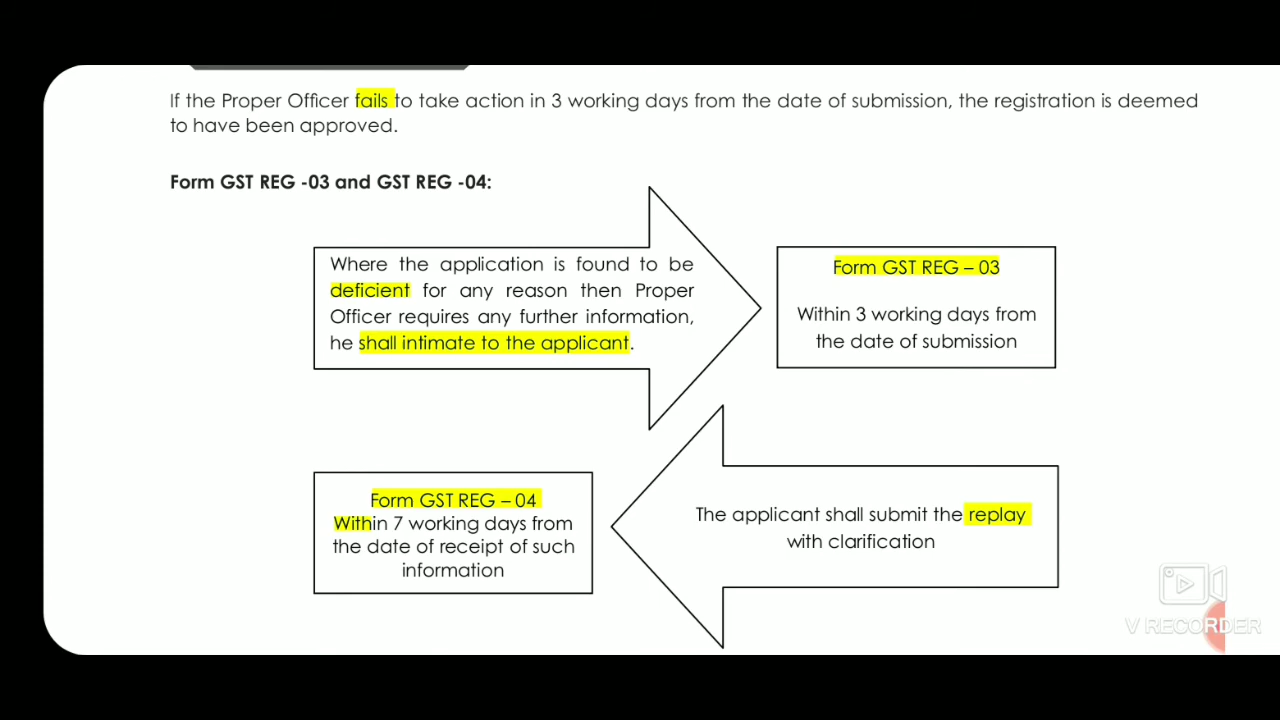 If the Proper Officer fails to take action in 3 working days from the date of submission, the registration is deemed
to have been approved.
Form GST REG -03 and GST REG -04:
Where the application is found to be
deficient for any reason then Proper
Officer requires any further information,
he shall intimate to the applicant.
Form GST REG – 03
Within 3 working days from
the date of submission
Form GST REG – 04
Within 7 working days from
the date of receipt of such
information
The applicant shall submit the replay
with clarification
V RECORDER